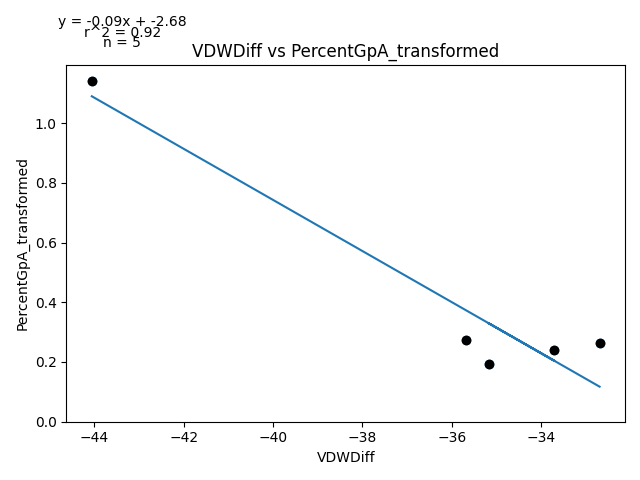 y = -0.09x + -2.68
r^2 = 0.92
n = 5
VDWDiff vs PercentGpA_transformed
PercentGpA_transformed
1.0
0.8
0.6
0.4
0.2
0.0
−44 −42 −40 −38 −36 −34
VDWDiff